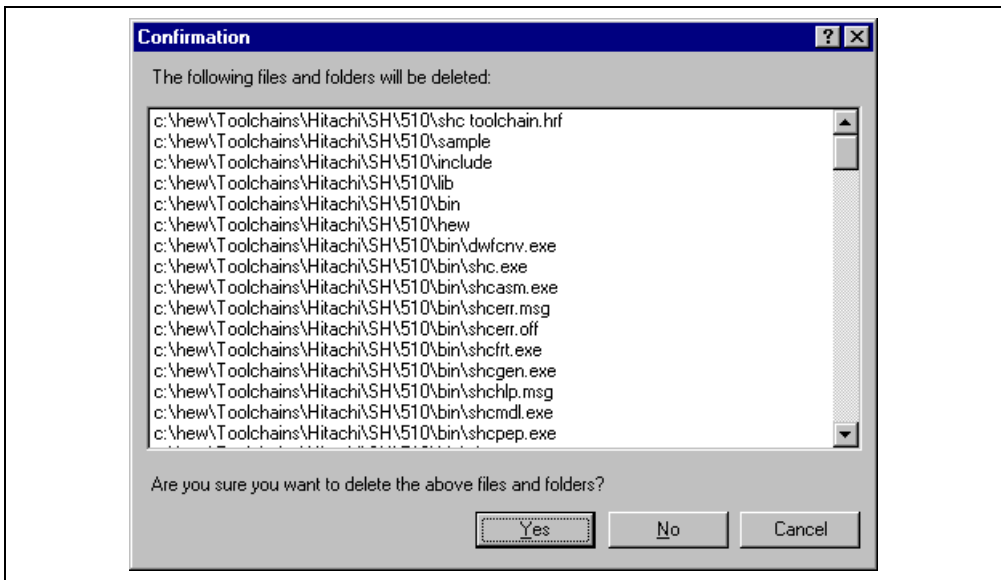 Confirmation
The following files and folders will be deleted:
c:\hew\Toolchains\Hitachi\SH\510\shc toolchain.hrf
c:\hew\Toolchains\Hitachi\SH\510\sample
c:\hew\Toolchains\Hitachi\SH\510\include
c:\hew\Toolchains\Hitachi\SH\510\lib
c:\hew\Toolchains\Hitachi\SH\510\bin
c:\hew\Toolchains\Hitachi\SH\510\hew
c:\hew\Toolchains\Hitachi\SH\510\bin\dwfcnv.exe
c:\hew\Toolchains\Hitachi\SH\510\bin\shc.exe
c:\hew\Toolchains\Hitachi\SH\510\bin\shcasm.exe
c:\hew\Toolchains\Hitachi\SH\510\bin\shcerr.msg
c:\hew\Toolchains\Hitachi\SH\510\bin\shcerr.off
c:\hew\Toolchains\Hitachi\SH\510\bin\shcfrt.exe
c:\hew\Toolchains\Hitachi\SH\510\bin\shcgen.exe
c:\hew\Toolchains\Hitachi\SH\510\bin\shchlp.msg
c:\hew\Toolchains\Hitachi\SH\510\bin\shcmdl.exe
c:\hew\Toolchains\Hitachi\SH\510\bin\shcpep.exe
Are you sure you want to delete the above files and folders?
Yes No Cancel